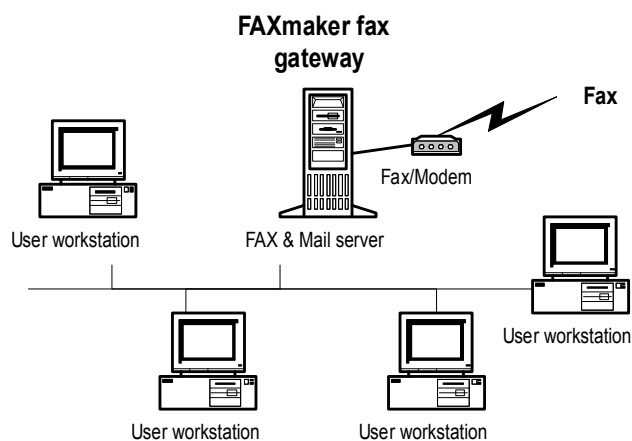 FAXmaker fax
gateway
Fax
Fax/Modem
User workstation
FAX & Mail server
User workstation
User workstation
User workstation